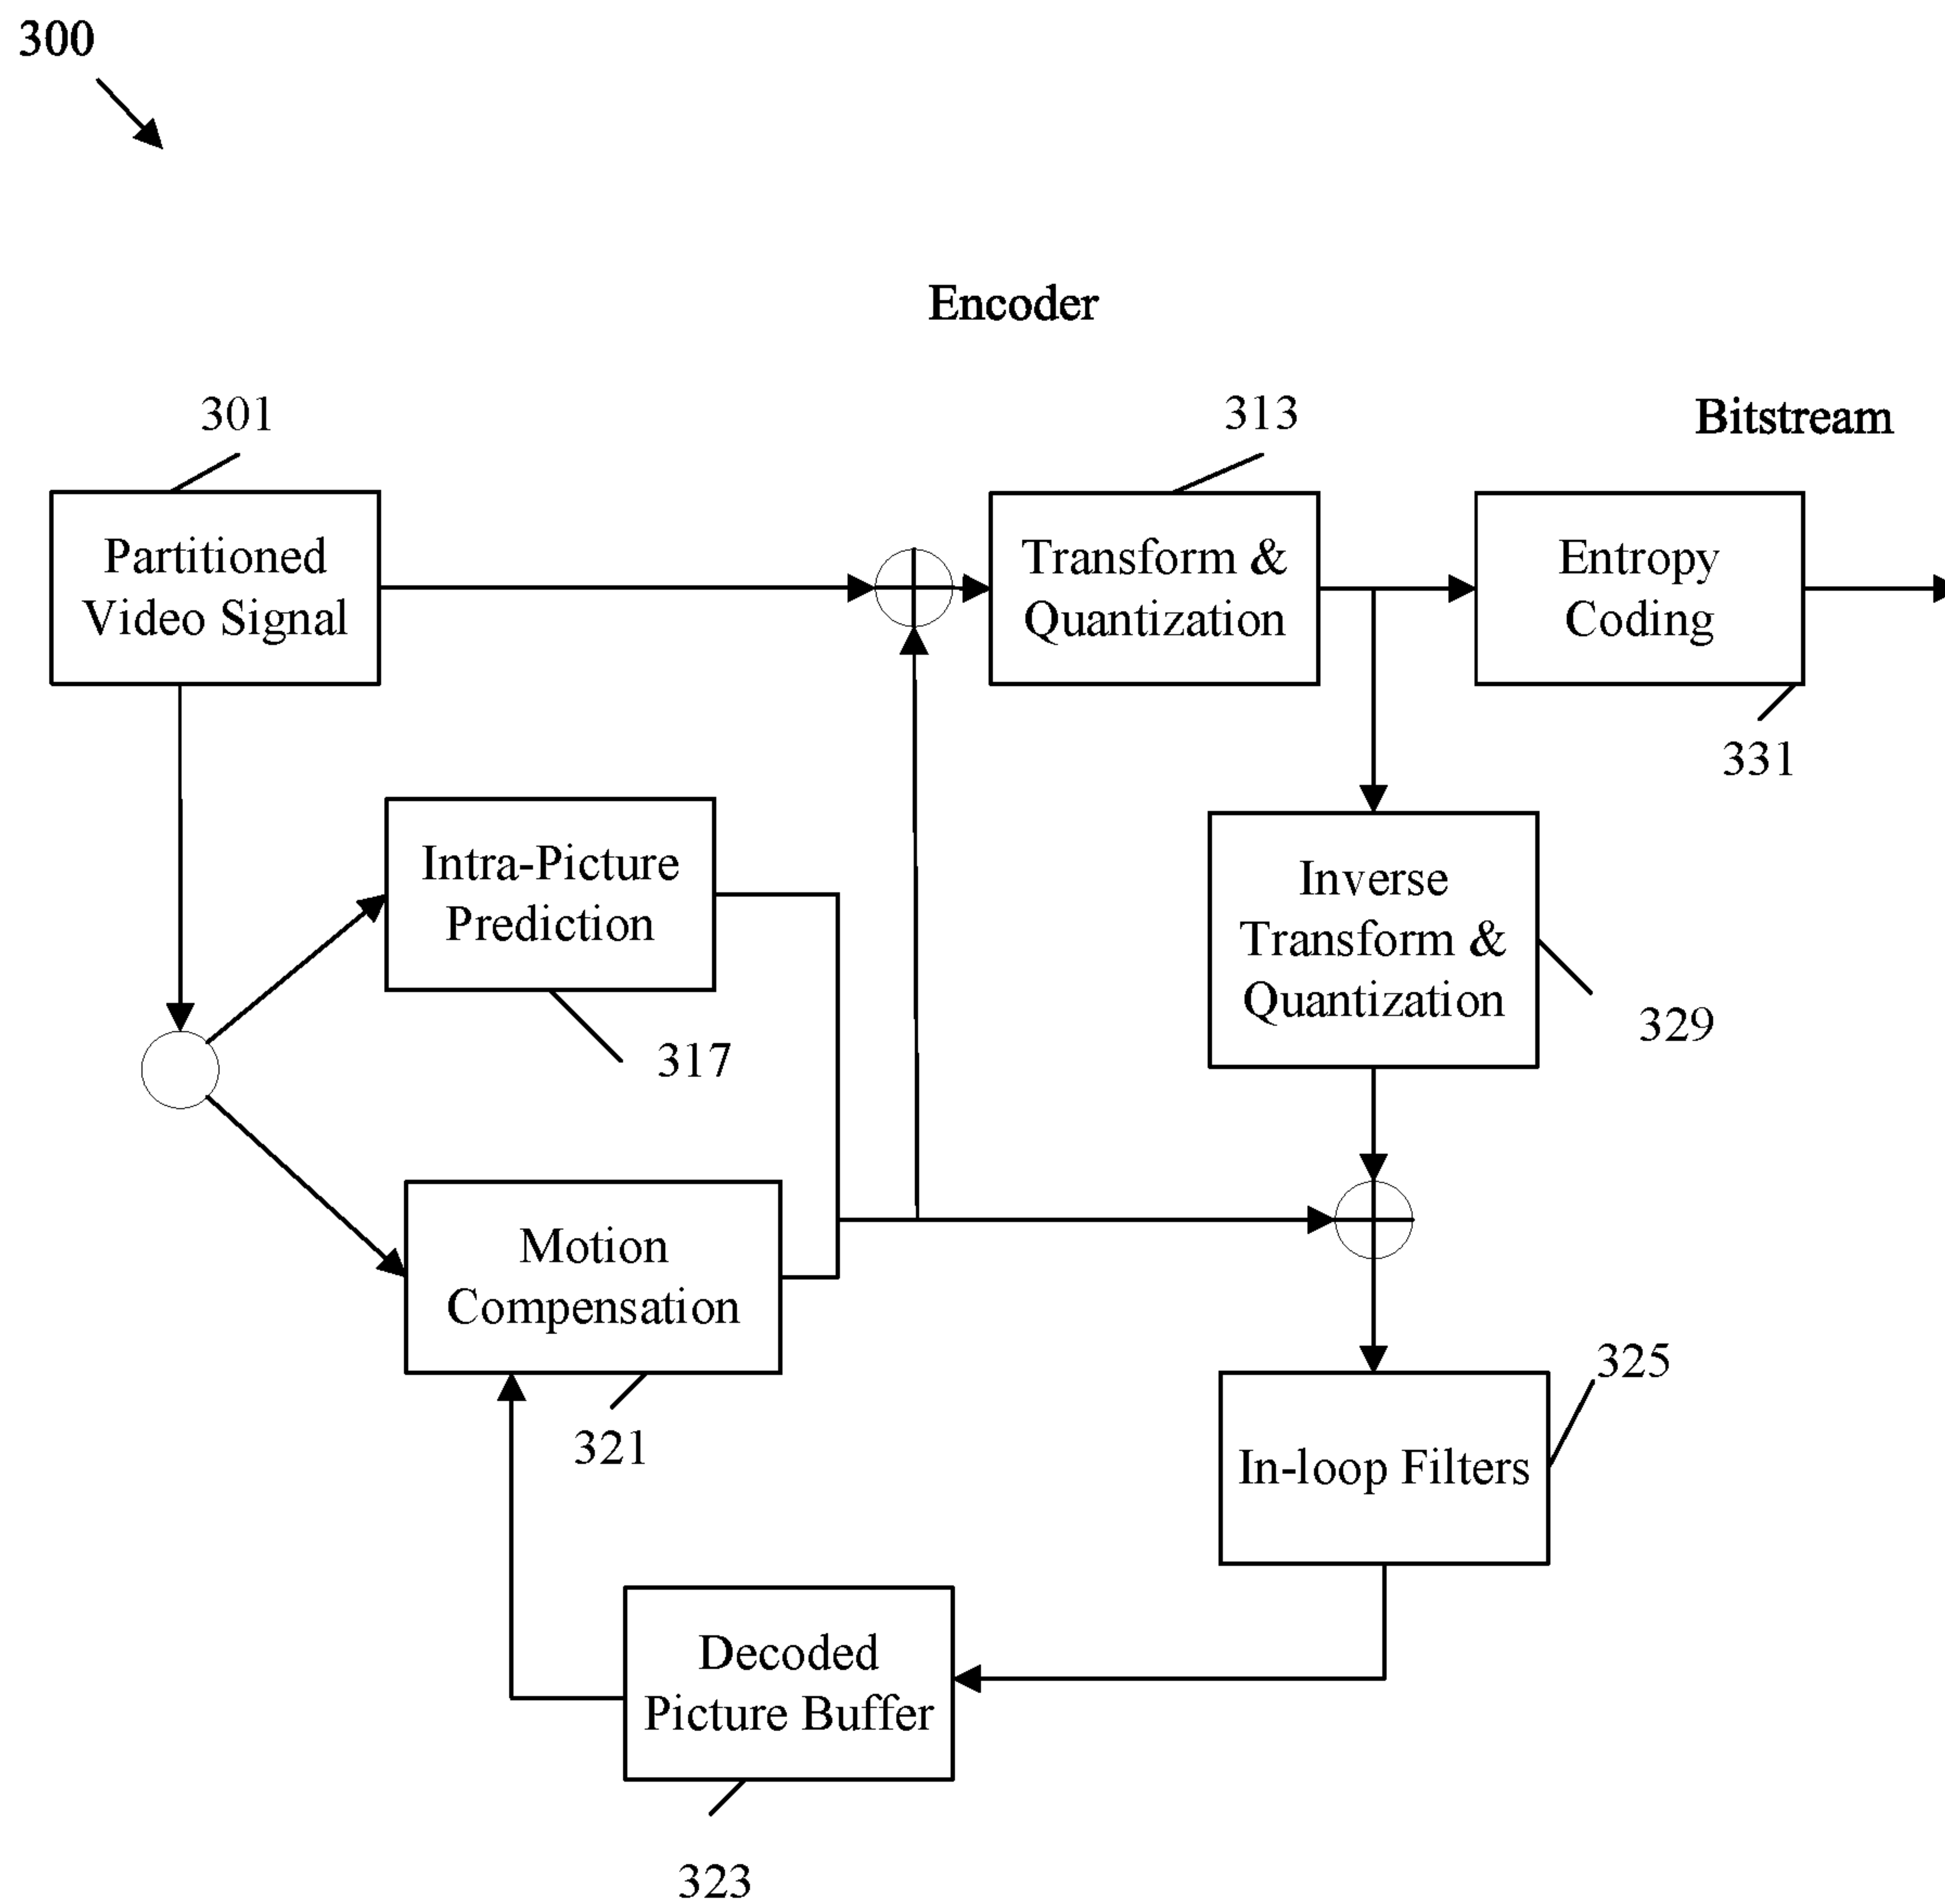 300
Encoder
301
313
Bitstream
Partitioned
Video Signal
Transform &
Quantization
Entropy
Coding
331
Intra-Picture
Prediction
317
Inverse
Transform &
Quantization
329
Motion
Compensation
321
325
In-loop Filters
Decoded
Picture Buffer
323